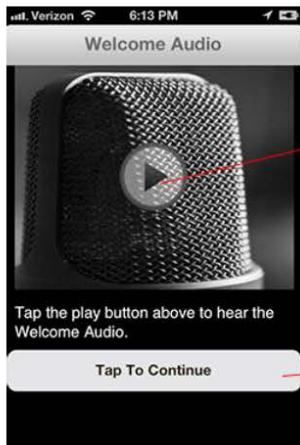 Verizon 6:13 PM
Welcome Audio
Tap the play button above to hear the
Welcome Audio.
Tap To Continue